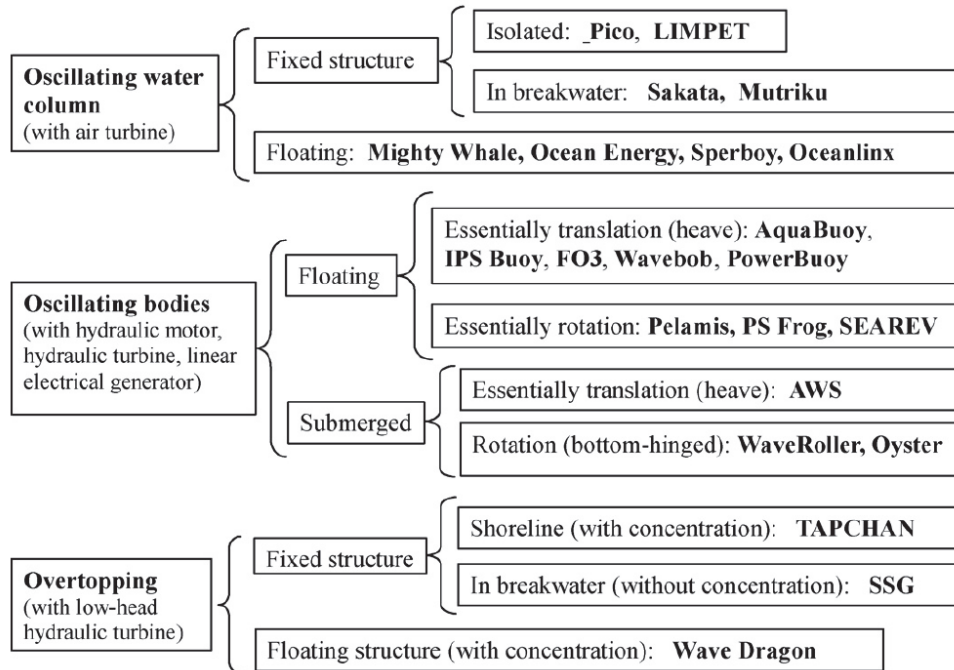 Oscillating water
column
(with air turbine)
Fixed structure
Isolated: _Pico, LIMPET
In breakwater: Sakata, Mutriku
Floating: Mighty Whale, Ocean Energy, Sperboy, Oceanlinx
Oscillating bodies
(with hydraulic motor,
hydraulic turbine, linear
electrical generator)
Floating
Essentially translation (heave): AquaBuoy,
IPS Buoy, FO3, Wavebob, PowerBuoy
Essentially rotation: Pelamis, PS Frog, SEAREV
Submerged
Essentially translation (heave): AWS
Rotation (bottom-hinged): WaveRoller, Oyster
Overtopping
(with low-head
hydraulic turbine)
Fixed structure
Shoreline (with concentration): TAPCHAN
In breakwater (without concentration): SSG
Floating structure (with concentration): Wave Dragon